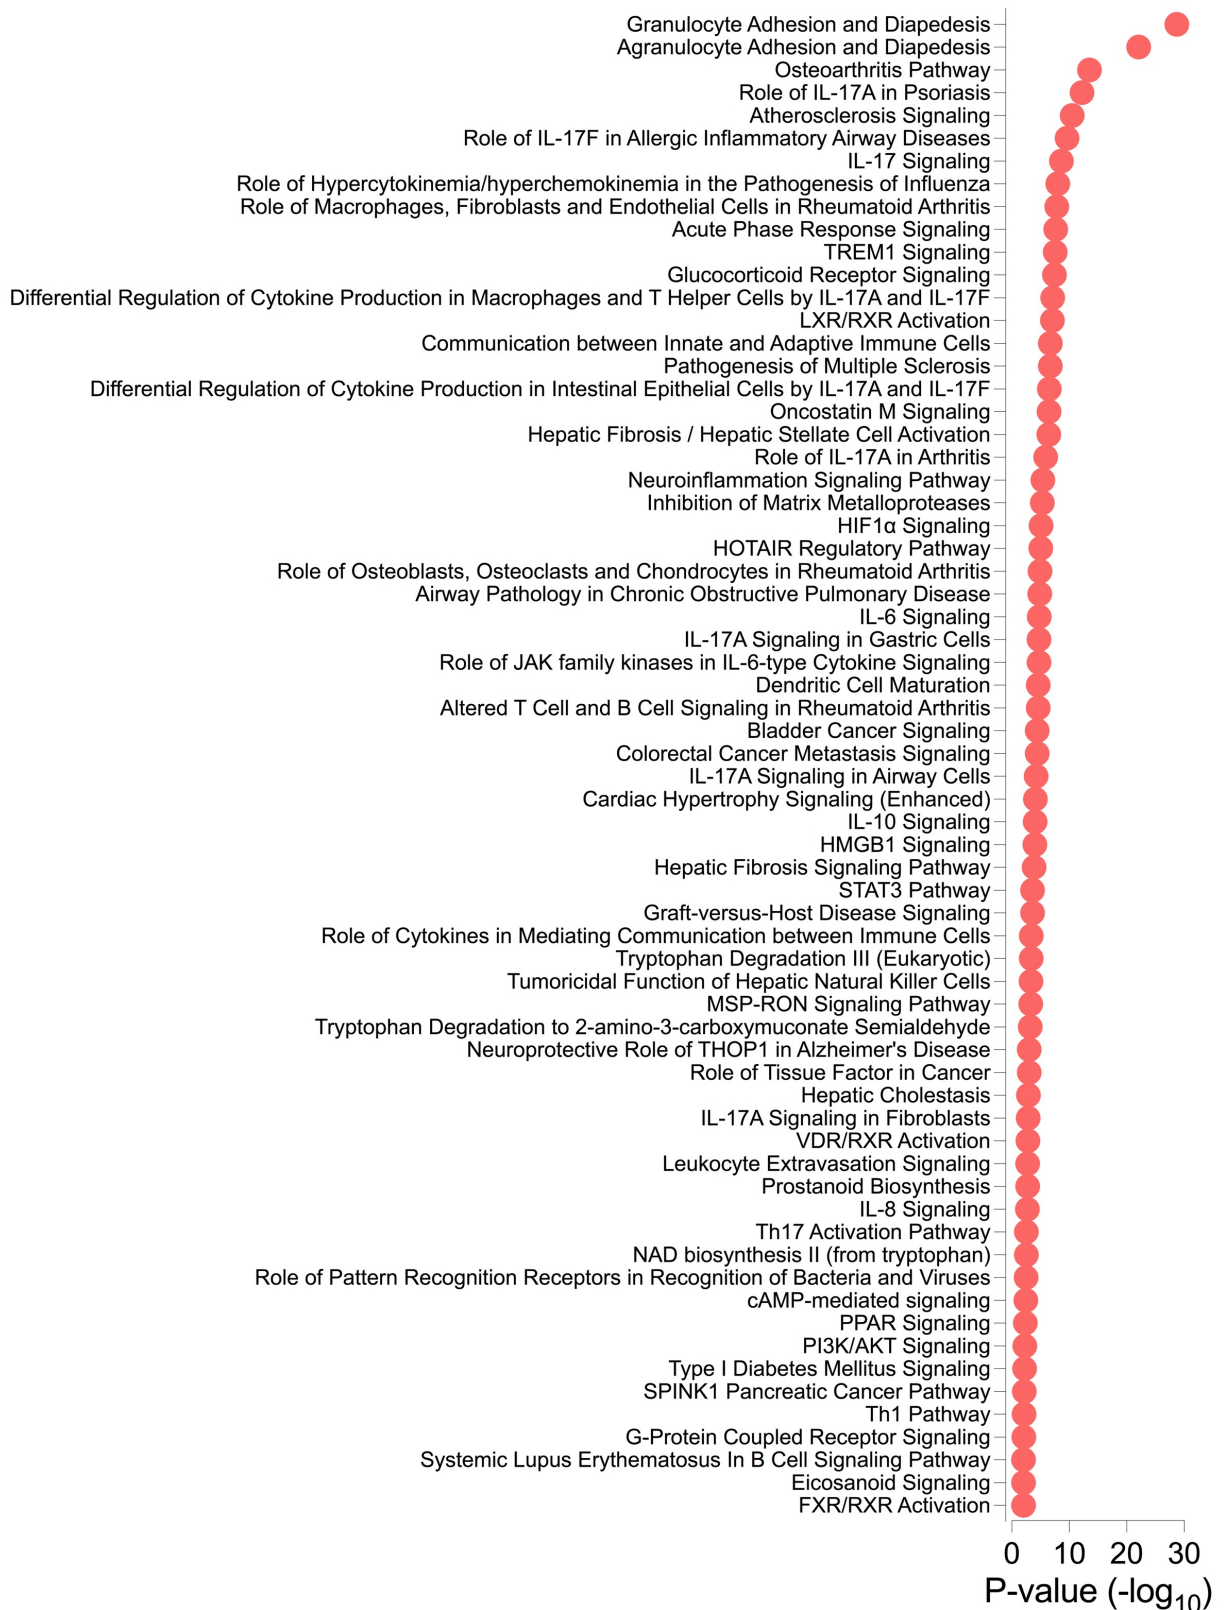 Granulocyte Adhesion and Diapedesis
Agranulocyte Adhesion and Diapedesis
Osteoarthritis Pathway
Role of IL-17A in Psoriasis
Atherosclerosis Signaling
Role of IL-17F in Allergic Inflammatory Airway Diseases
IL-17 Signaling
Role of Hypercytokinemia/hyperchemokinemia in the Pathogenesis of Influenza
Role of Macrophages, Fibroblasts and Endothelial Cells in Rheumatoid Arthritis
Acute Phase Response Signaling
TREM1 Signaling
Glucocorticoid Receptor Signaling
Differential Regulation of Cytokine Production in Macrophages and T Helper Cells by IL-17A and IL-17F
LXR/RXR Activation
Communication between Innate and Adaptive Immune Cells
Pathogenesis of Multiple Sclerosis
Differential Regulation of Cytokine Production in Intestinal Epithelial Cells by IL-17A and IL-17F
Oncostatin M Signaling
Hepatic Fibrosis / Hepatic Stellate Cell Activation
Role of IL-17A in Arthritis
Neuroinflammation Signaling Pathway
Inhibition of Matrix Metalloproteases
HIF1α Signaling
HOTAIR Regulatory Pathway
Role of Osteoblasts, Osteoclasts and Chondrocytes in Rheumatoid Arthritis
Airway Pathology in Chronic Obstructive Pulmonary Disease
IL-6 Signaling
IL-17A Signaling in Gastric Cells
Role of JAK family kinases in IL-6-type Cytokine Signaling
Dendritic Cell Maturation
Altered T Cell and B Cell Signaling in Rheumatoid Arthritis
Bladder Cancer Signaling
Colorectal Cancer Metastasis Signaling
IL-17A Signaling in Airway Cells
Cardiac Hypertrophy Signaling (Enhanced)
IL-10 Signaling
HMGB1 Signaling
Hepatic Fibrosis Signaling Pathway
STAT3 Pathway
Graft-versus-Host Disease Signaling
Role of Cytokines in Mediating Communication between Immune Cells
Tryptophan Degradation III (Eukaryotic)
Tumoricidal Function of Hepatic Natural Killer Cells
MSP-RON Signaling Pathway
Tryptophan Degradation to 2-amino-3-carboxymuconate Semialdehyde
Neuroprotective Role of THOP1 in Alzheimer's Disease
Role of Tissue Factor in Cancer
Hepatic Cholestasis
IL-17A Signaling in Fibroblasts
VDR/RXR Activation
Leukocyte Extravasation Signaling
Prostanoid Biosynthesis
IL-8 Signaling
Th17 Activation Pathway
NAD biosynthesis II (from tryptophan)
Role of Pattern Recognition Receptors in Recognition of Bacteria and Viruses
cAMP-mediated signaling
PPAR Signaling
PI3K/AKT Signaling
Type I Diabetes Mellitus Signaling
SPINK1 Pancreatic Cancer Pathway
Th1 Pathway
G-Protein Coupled Receptor Signaling
Systemic Lupus Erythematosus In B Cell Signaling Pathway
Eicosanoid Signaling
FXR/RXR Activation
0 10 20 30
P-value (-log10)